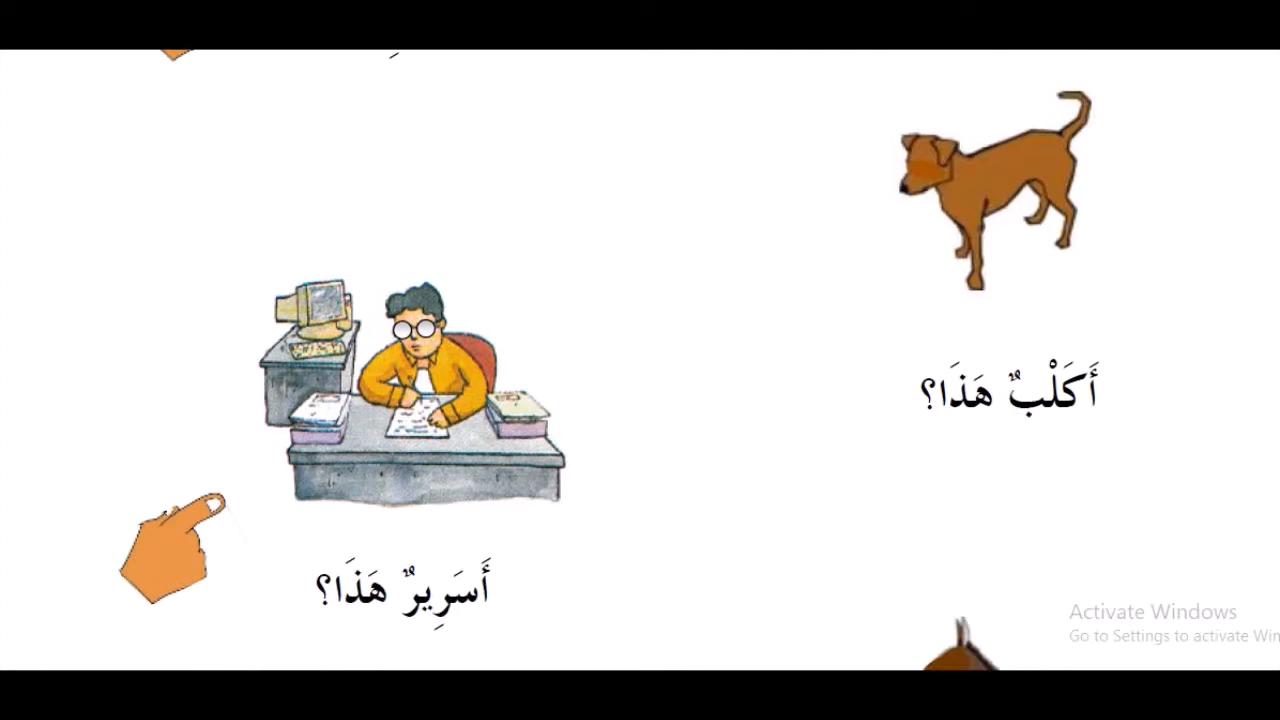 أَكَلْبٌ هَذَا؟
أَسَرِيرٌ هَذَا؟
Activate Windows
Go to Settings to activate Win